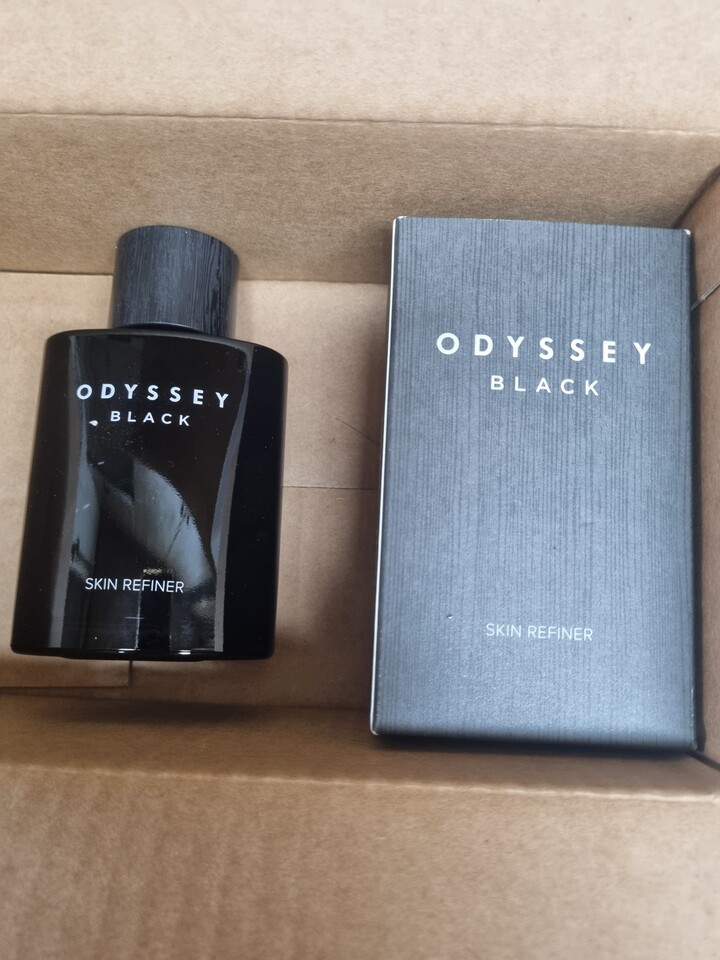 ODYSSEY
BLACK
SKIN REFINER
ODYSSEY
BLACK
SKIN REFINER